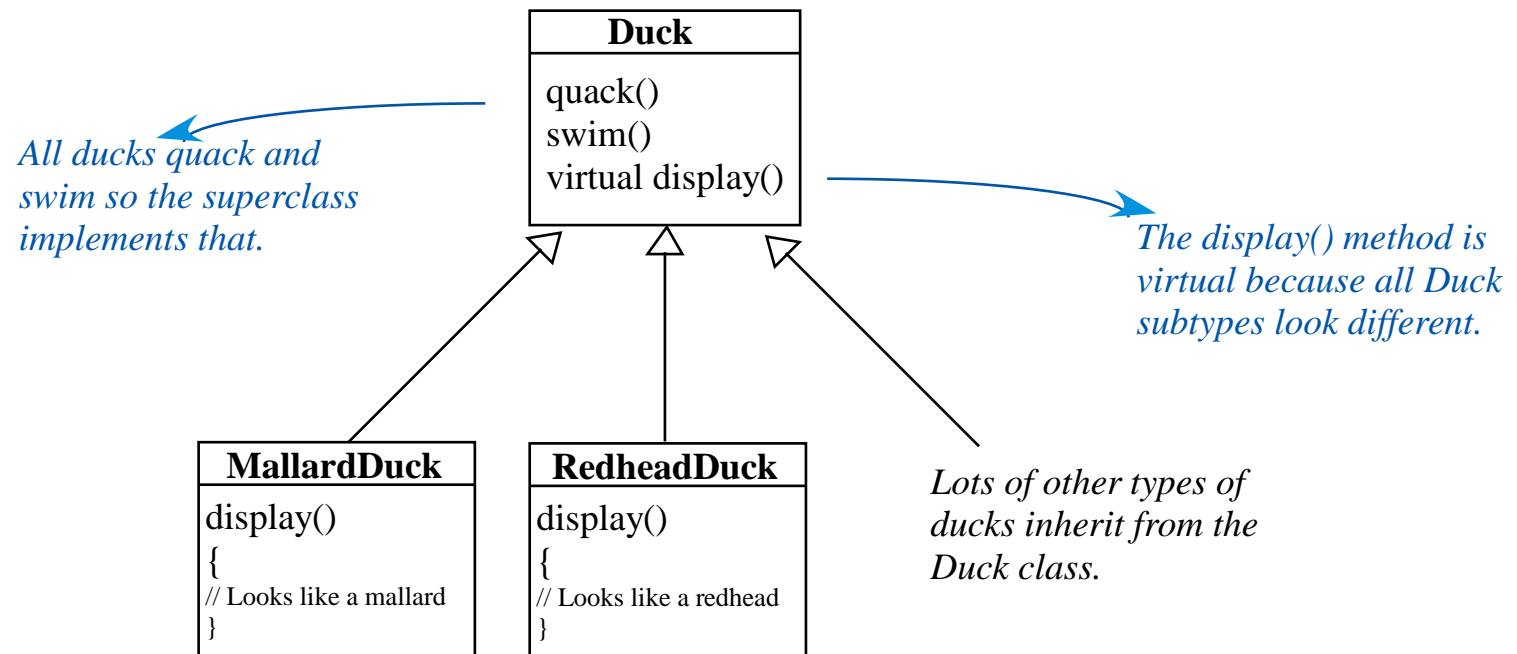 Duck
quack()
swim()
virtual display()
All ducks quack and
swim so the superclass
implements that.
The display() method is
virtual because all Duck
subtypes look different.
MallardDuck
display()
{
// Looks like a mallard
}
RedheadDuck
display()
{
// Looks like a redhead
}
Lots of other types of
ducks inherit from the
Duck class.